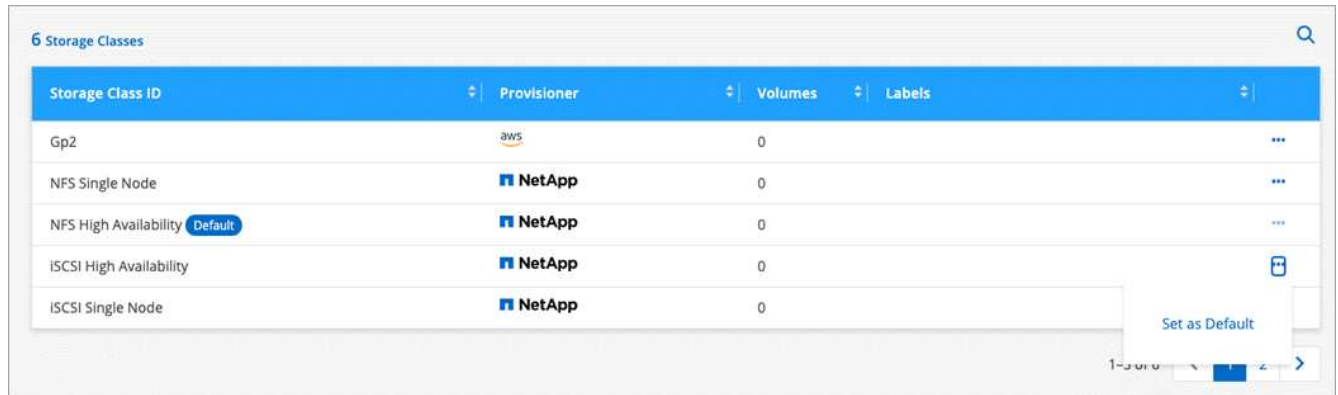 6 Storage Classes
Storage Class ID Provisioner Volumes Labels
Gp2 aws 0
NFS Single Node NetApp 0
NFS High Availability Default NetApp 0
iSCSI High Availability NetApp 0
iSCSI Single Node NetApp 0
Set as Default